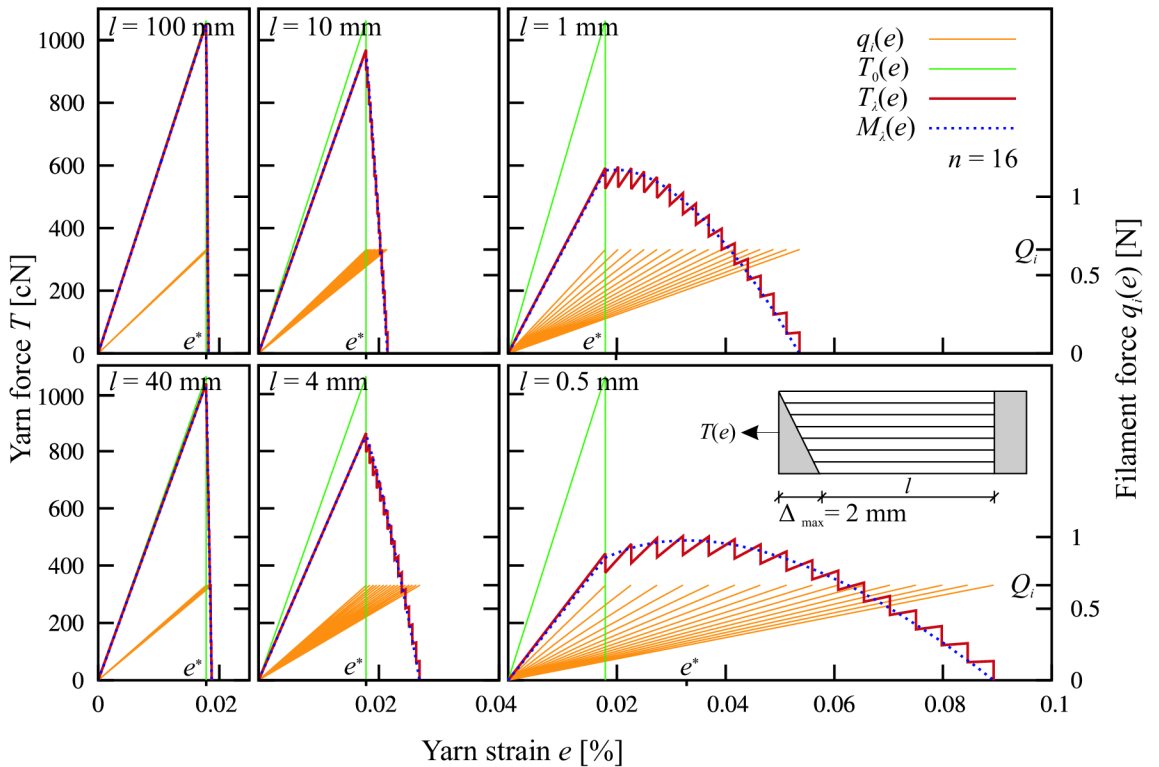 l = 100 mm
l = 10 mm
l = 1 mm
qᵢ(e)
T₀(e)
T_λ(e)
M_λ(e)
n = 16
1000
800
600
400
200
0
e*
e*
e*
1
0.5
0
Qᵢ
l = 40 mm
l = 4 mm
l = 0.5 mm
T(e)
l
Δ max = 2 mm
1000
800
600
400
200
0
e*
e*
e*
1
0.5
0
Qᵢ
0
0.02
0.02
0.04
0.02
0.04
0.06
0.08
0.1
Yarn force T [cN]
Filament force qᵢ(e) [N]
Yarn strain e [%]